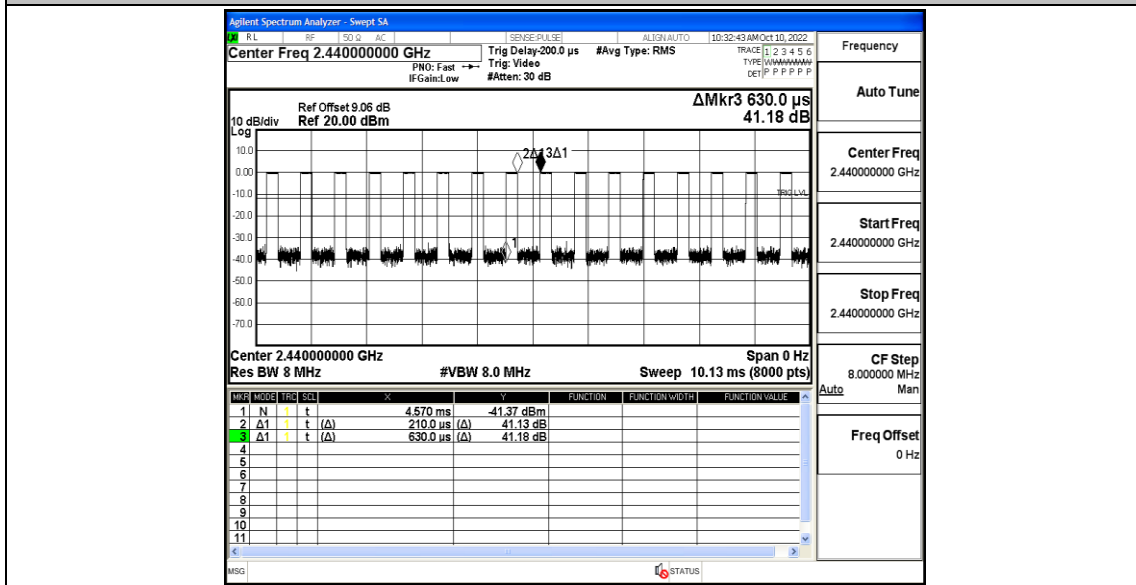 Agilent Spectrum Analyzer - Swept SA
RL RF 50 Ω AC SENSE:PULSE ALIGN AUTO 10:32:43 AM Oct 10, 2022
Center Freq 2.440000000 GHz
PNO: Fast
IFGain:Low
Trig Delay-200.0 µs
Trig: Video
#Atten: 30 dB
#Avg Type: RMS
TRACE 1 2 3 4 5 6
TYPE
DET P P P P P P
Frequency
Auto Tune
Center Freq
2.440000000 GHz
Start Freq
2.440000000 GHz
Stop Freq
2.440000000 GHz
CF Step
8.000000 MHz
Auto Man
Freq Offset
0 Hz
ΔMkr3 630.0 µs
41.18 dB
Ref Offset 9.06 dB
10 dB/div Ref 20.00 dBm
Log
10.0
0.00
-10.0
-20.0
-30.0
-40.0
-50.0
-60.0
-70.0
2Δ1 3Δ1
TRIG LVL
1
Center 2.440000000 GHz Span 0 Hz
Res BW 8 MHz #VBW 8.0 MHz Sweep 10.13 ms (8000 pts)
MKR MODE TRC SCL X Y FUNCTION FUNCTION WIDTH FUNCTION VALUE
1 N 1 t 4.570 ms -41.37 dBm
2 Δ1 1 t (Δ) 210.0 µs (Δ) 41.13 dB
3 Δ1 1 t (Δ) 630.0 µs (Δ) 41.18 dB
4
5
6
7
8
9
10
11
MSG STATUS